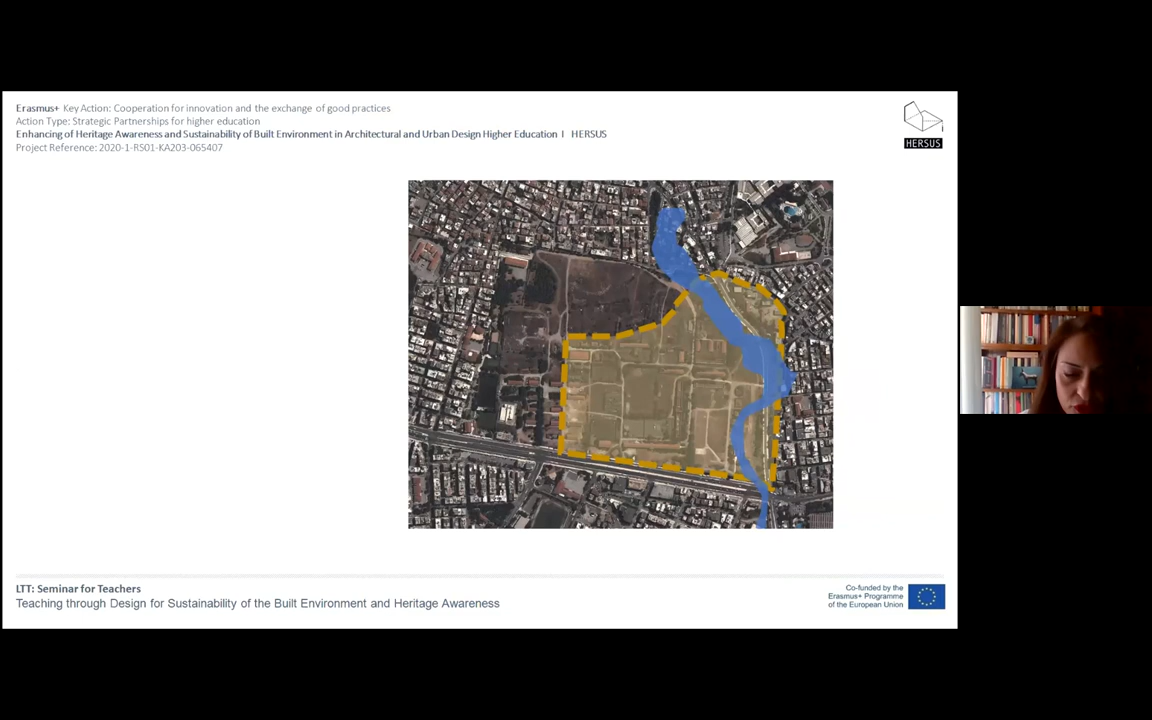 Erasmus+ Key Action: Cooperation for innovation and the exchange of good practices
Action Type: Strategic Partnerships for higher education
Enhancing of Heritage Awareness and Sustainability of Built Environment in Architectural and Urban Design Higher Education I HERSUS
Project Reference: 2020-1-RS01-KA203-065407
HERSUS
LTT: Seminar for Teachers
Teaching through Design for Sustainability of the Built Environment and Heritage Awareness
Co-funded by the
Erasmus+ Programme
of the European Union